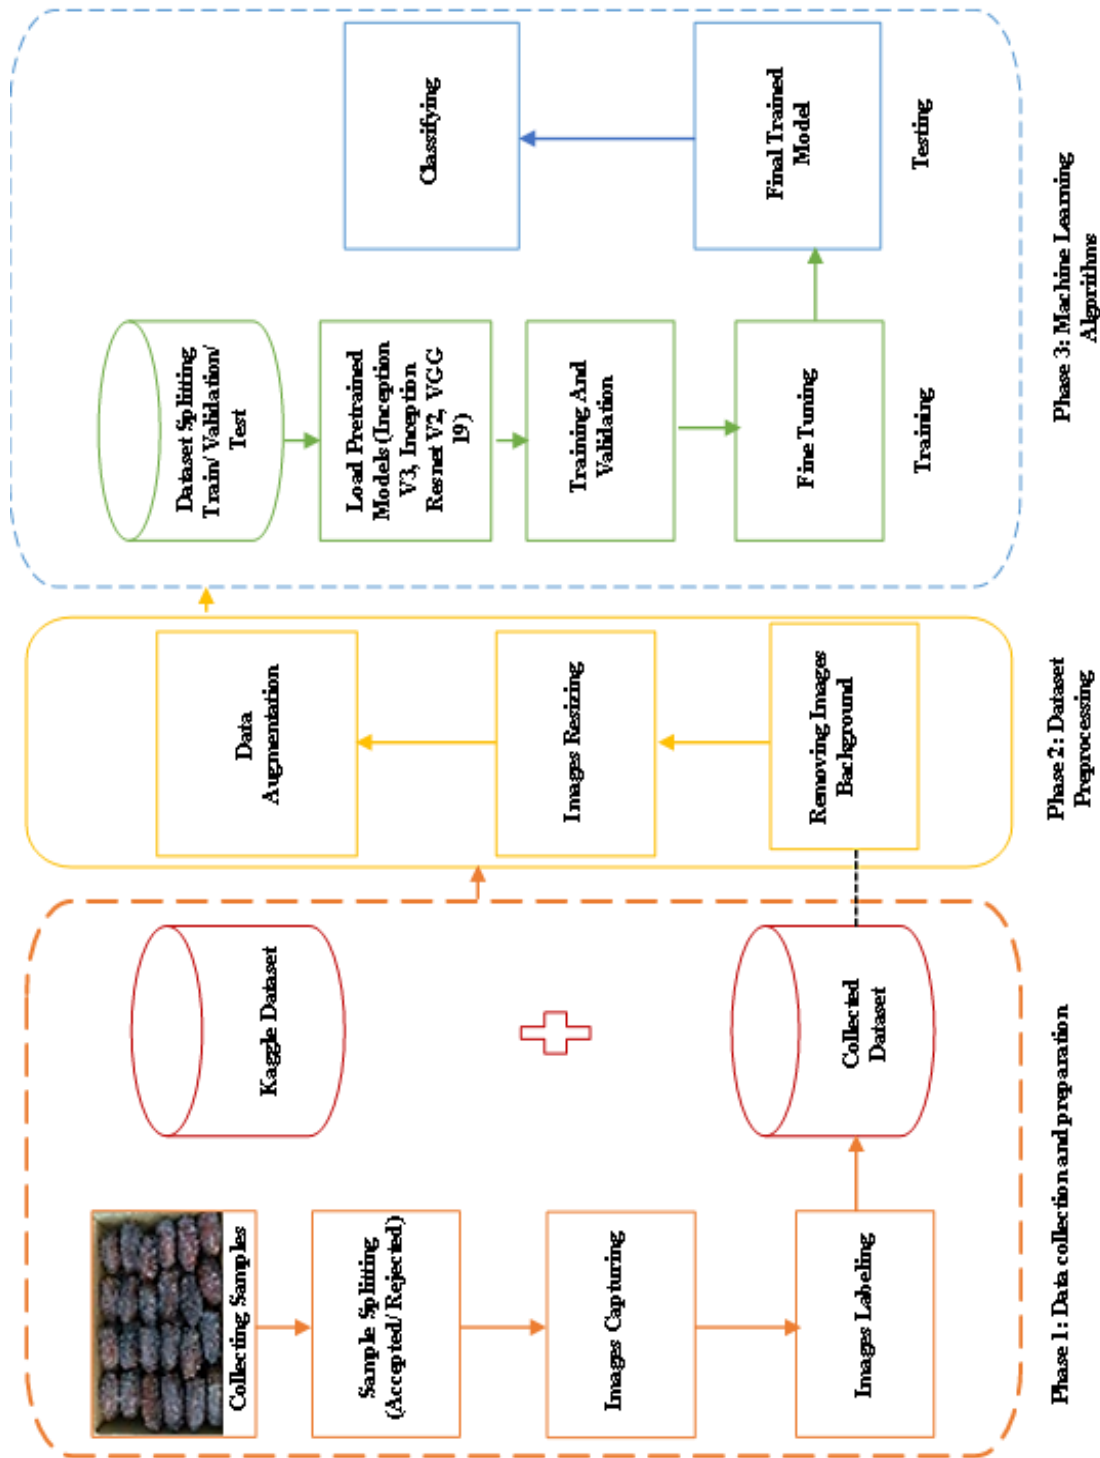 Collecting Samples
Sample Splitting
(Accepted/ Rejected)
Images Capturing
Images Labeling
Kaggle Dataset
Collected
Dataset
Phase 1: Data collection and preparation
Data
Augmentation
Images Resizing
Removing Images
Background
Phase 2: Dataset
Preprocessing
Dataset Splitting
Train/ Validation/
Test
Load Pretrained
Models (Inception
V3, Inception
Resnet V2, VGG
19)
Training And
Validation
Fine Tuning
Training
Classifying
Final Trained
Model
Testing
Phase 3: Machine Learning
Algorithms